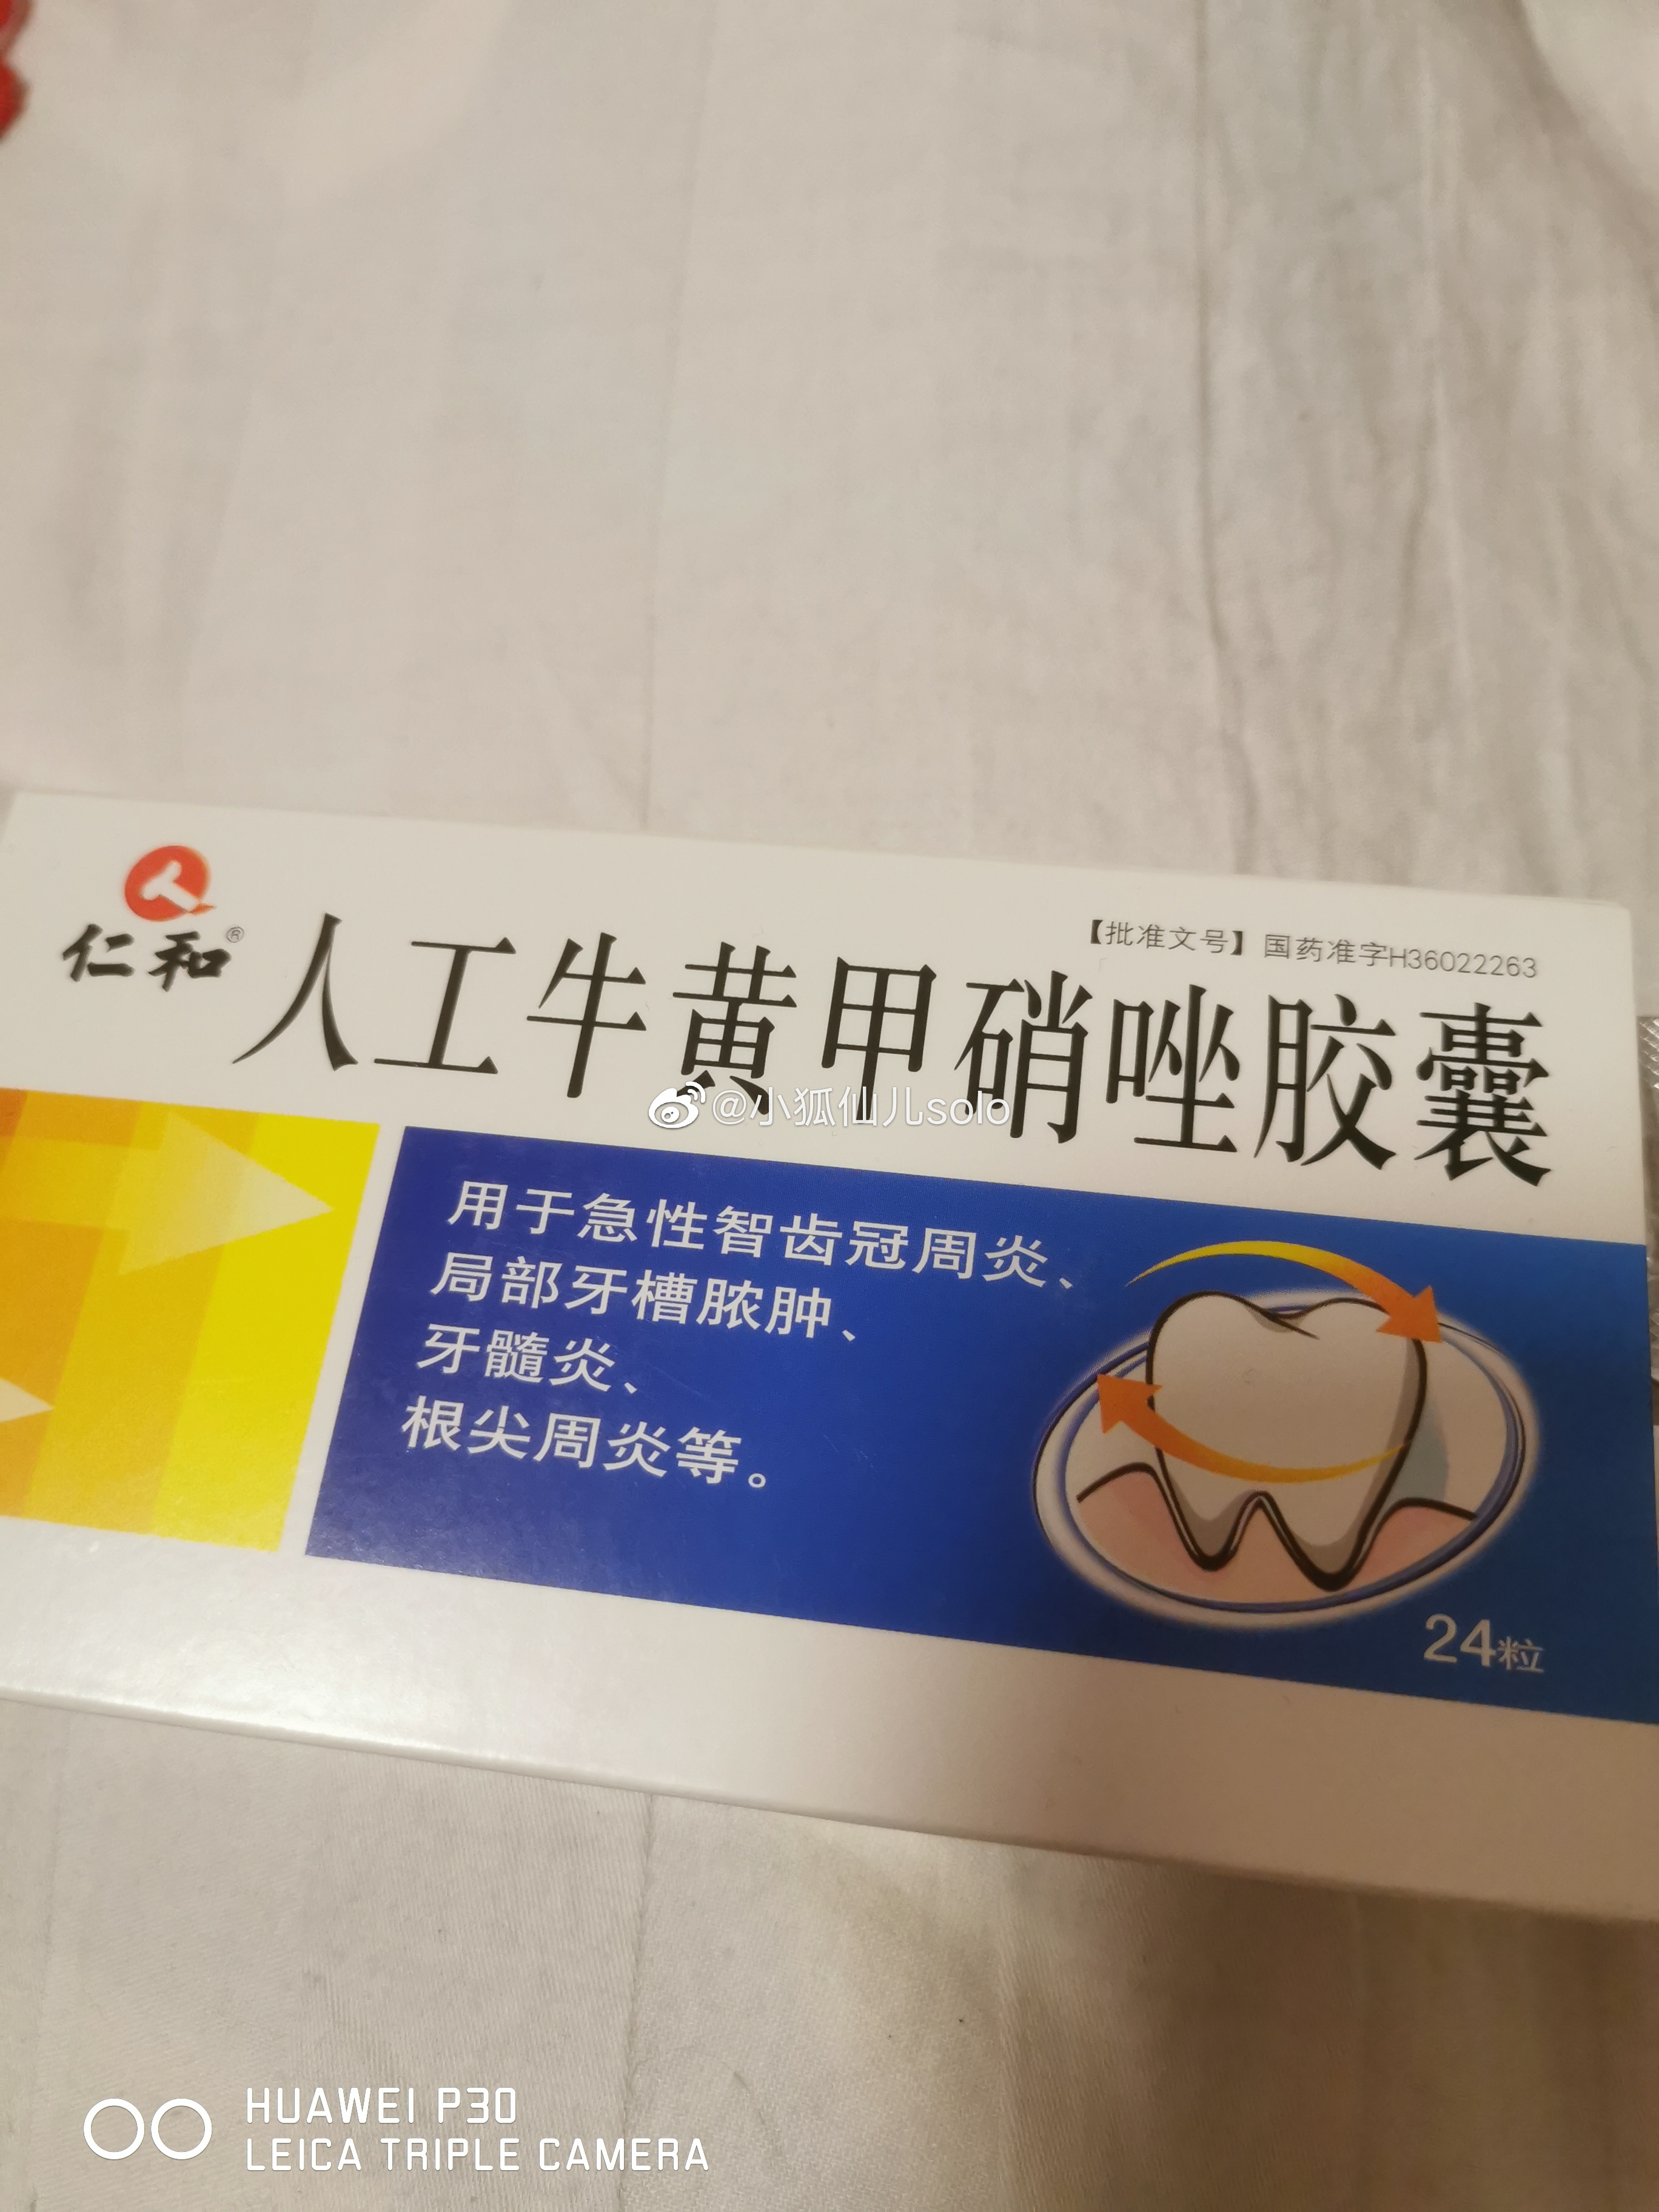 【批准文号】国药准字H36022263
仁和®
人工牛黄甲硝唑胶囊
@小狐仙儿solo
用于急性智齿冠周炎、
局部牙槽脓肿、
牙髓炎、
根尖周炎等。
24粒
HUAWEI P30
LEICA TRIPLE CAMERA